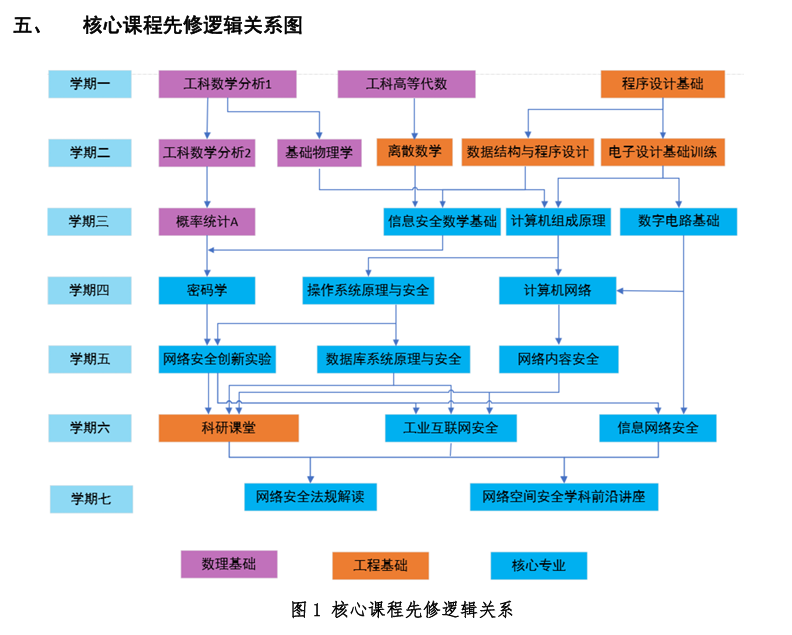 五、 核心课程先修逻辑关系图
学期一 工科数学分析1 工科高等代数 程序设计基础
学期二 工科数学分析2 基础物理学 离散数学 数据结构与程序设计 电子设计基础训练
学期三 概率统计A 信息安全数学基础 计算机组成原理 数字电路基础
学期四 密码学 操作系统原理与安全 计算机网络
学期五 网络安全创新实验 数据库系统原理与安全 网络内容安全
学期六 科研课堂 工业互联网安全 信息网络安全
学期七 网络安全法规解读 网络空间安全学科前沿讲座
数理基础 工程基础 核心专业
图 1 核心课程先修逻辑关系